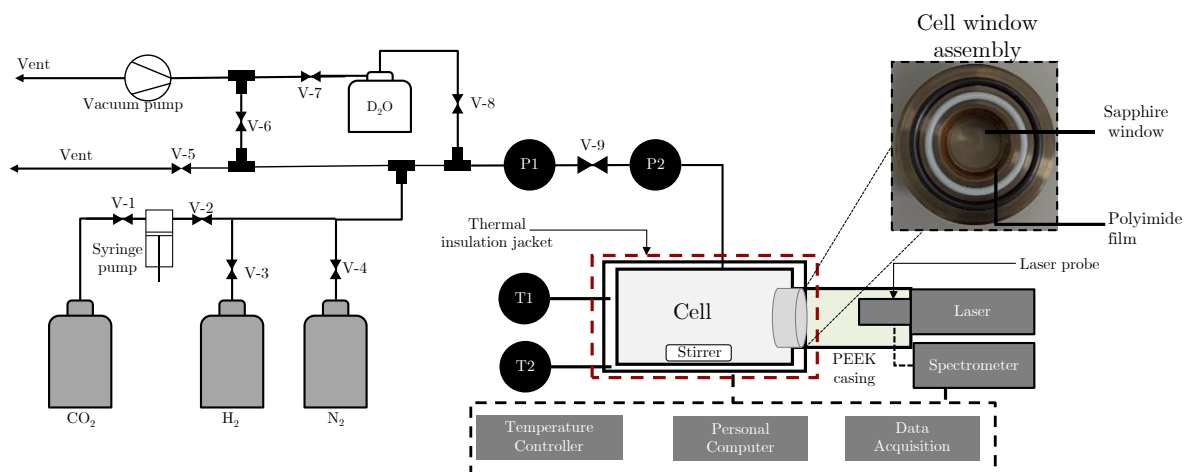 Cell window
assembly
Vent
Vacuum pump
V-7
D₂O
V-8
V-6
Sapphire
window
Vent
V-5
P1
V-9
P2
V-1
V-2
Syringe
pump
V-3
V-4
Thermal
insulation jacket
Polyimide
film
Laser probe
T1
Cell
Laser
Stirrer
T2
PEEK
casing
Spectrometer
CO₂
H₂
N₂
Temperature
Controller
Personal
Computer
Data
Acquisition